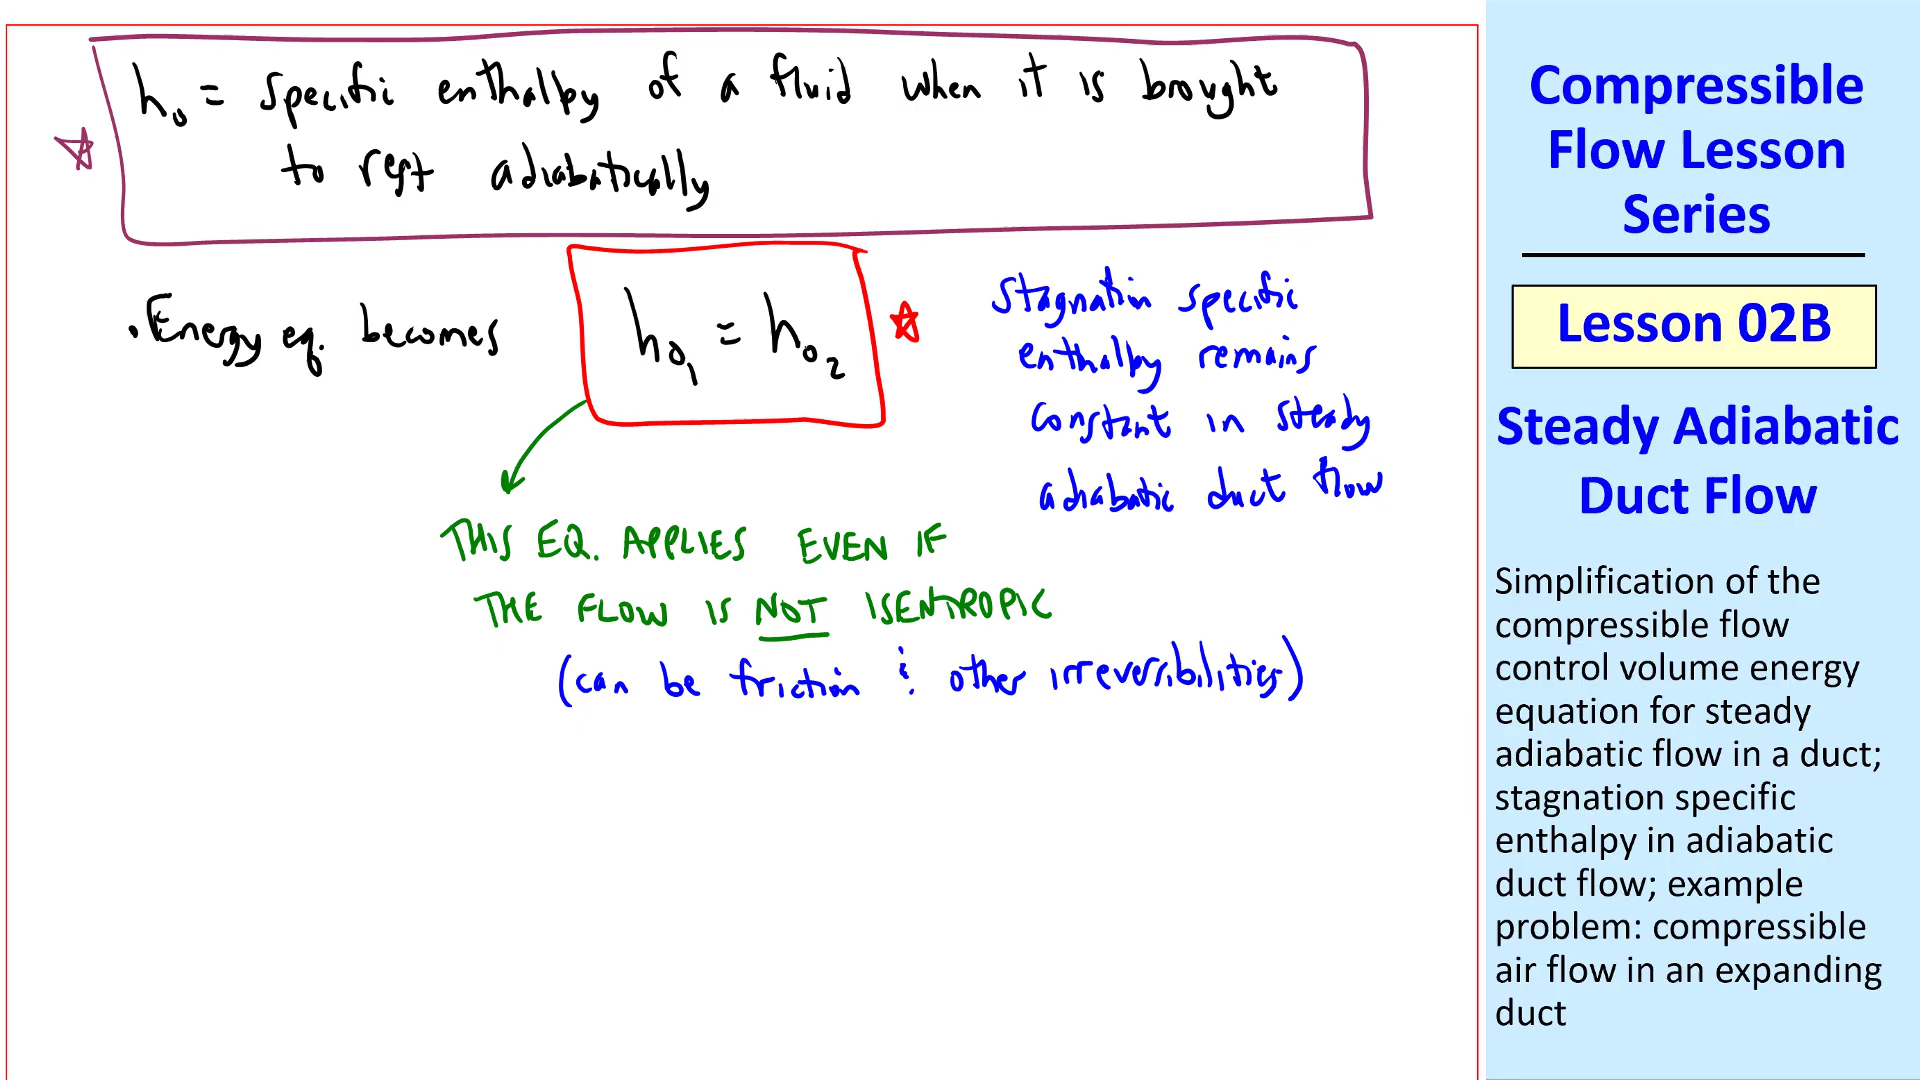 h₀ = specific enthalpy of a fluid when it is brought
to rest adiabatically
• Energy eq. becomes h₀₁ = h₀₂
Stagnation specific
enthalpy remains
constant in steady
adiabatic duct flow
THIS EQ. APPLIES EVEN IF
THE FLOW IS NOT ISENTROPIC
(can be friction & other irreversibilities)
Compressible
Flow Lesson
Series
Lesson 02B
Steady Adiabatic
Duct Flow
Simplification of the
compressible flow
control volume energy
equation for steady
adiabatic flow in a duct;
stagnation specific
enthalpy in adiabatic
duct flow; example
problem: compressible
air flow in an expanding
duct